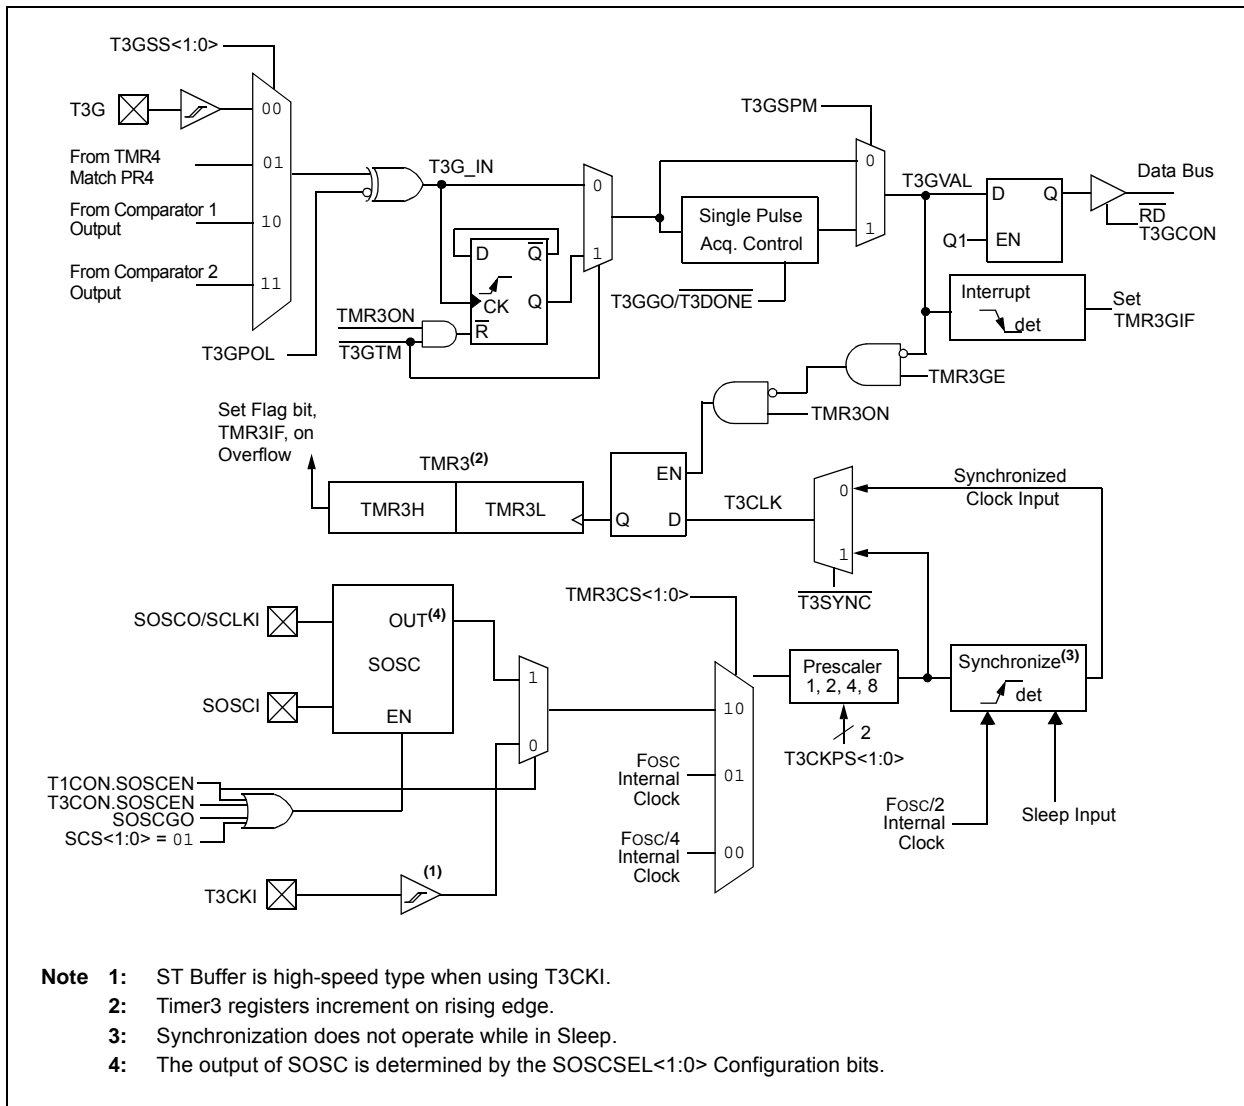 T3GSS<1:0>
T3G
00
From TMR4
Match PR4
01
From Comparator 1
Output
10
From Comparator 2
Output
11
T3GPOL
T3G_IN
0
1
D
Q
CK
Q
R
TMR3ON
T3GTM
T3GSPM
0
1
Single Pulse
Acq. Control
T3GGO/T3DONE
T3GVAL
D
Q
Q1
EN
Data Bus
RD
T3GCON
Interrupt
det
Set
TMR3GIF
TMR3GE
TMR3ON
Set Flag bit,
TMR3IF, on
Overflow
TMR3(2)
TMR3H
TMR3L
EN
Q
D
T3CLK
0
1
T3SYNC
Synchronized
Clock Input
SOSCO/SCLKI
OUT(4)
SOSC
SOSCI
EN
1
0
TMR3CS<1:0>
10
01
00
Prescaler
1, 2, 4, 8
2
T3CKPS<1:0>
Synchronize(3)
det
FOSC
Internal
Clock
FOSC/4
Internal
Clock
FOSC/2
Internal
Clock
Sleep Input
T1CON.SOSCEN
T3CON.SOSCEN
SOSCGO
SCS<1:0> = 01
T3CKI
(1)
Note 1: ST Buffer is high-speed type when using T3CKI.
2: Timer3 registers increment on rising edge.
3: Synchronization does not operate while in Sleep.
4: The output of SOSC is determined by the SOSCSEL<1:0> Configuration bits.